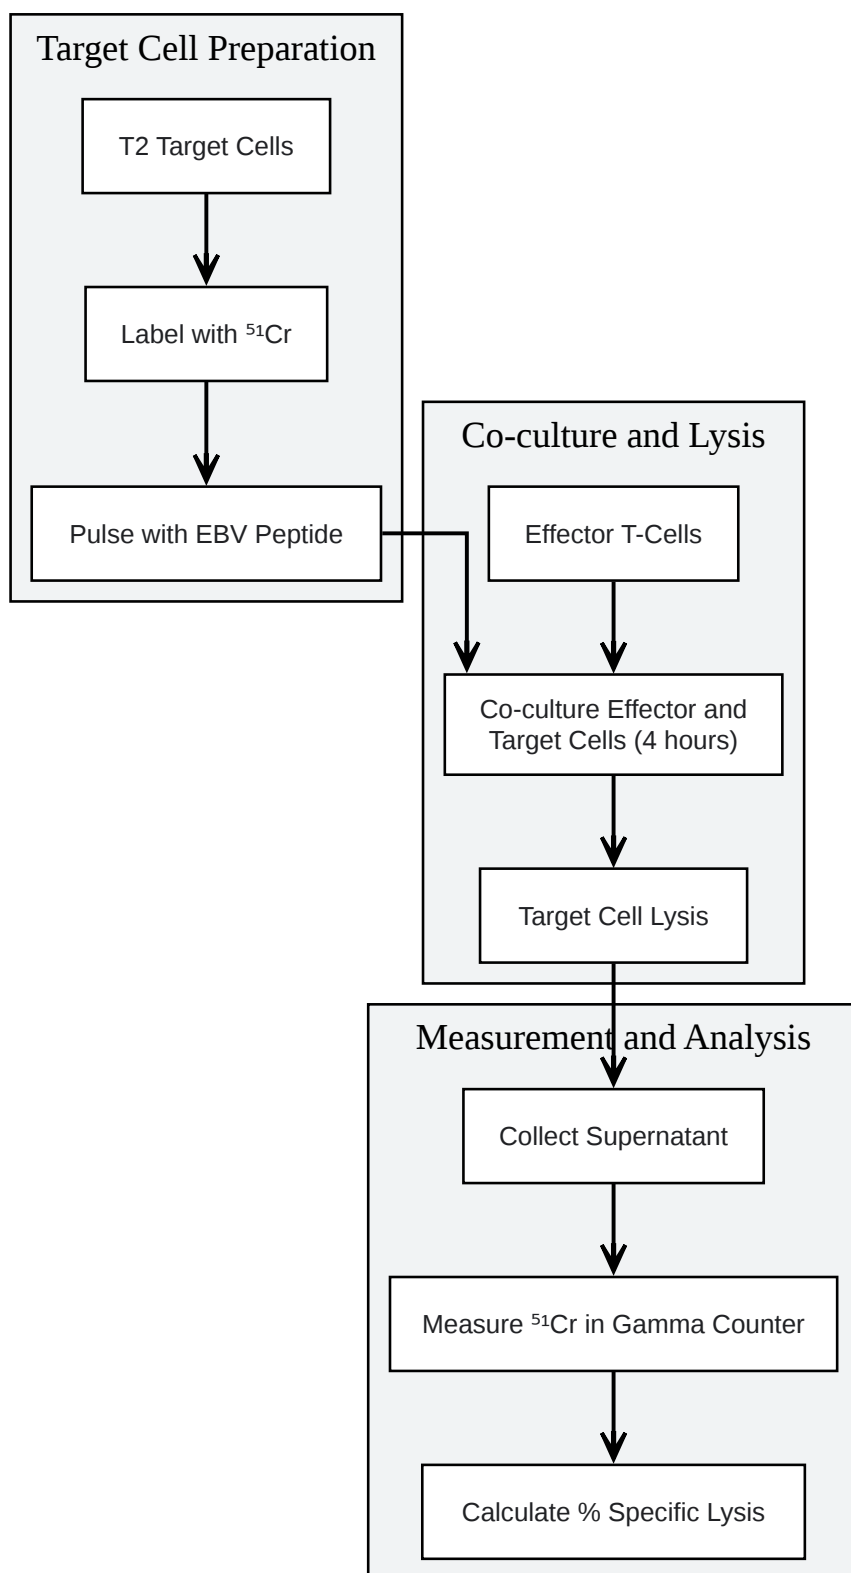 Target Cell Preparation
T2 Target Cells
Label with ⁵¹Cr
Pulse with EBV Peptide
Co-culture and Lysis
Effector T-Cells
Co-culture Effector and
Target Cells (4 hours)
Target Cell Lysis
Measurement and Analysis
Collect Supernatant
Measure ⁵¹Cr in Gamma Counter
Calculate % Specific Lysis